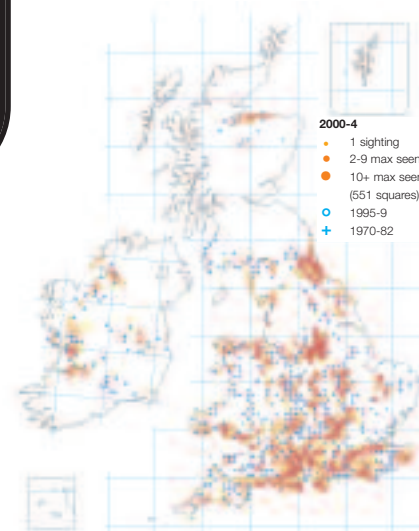 2000-4
1 sighting
2-9 max seen
10+ max seen
(551 squares)
1995-9
1970-82